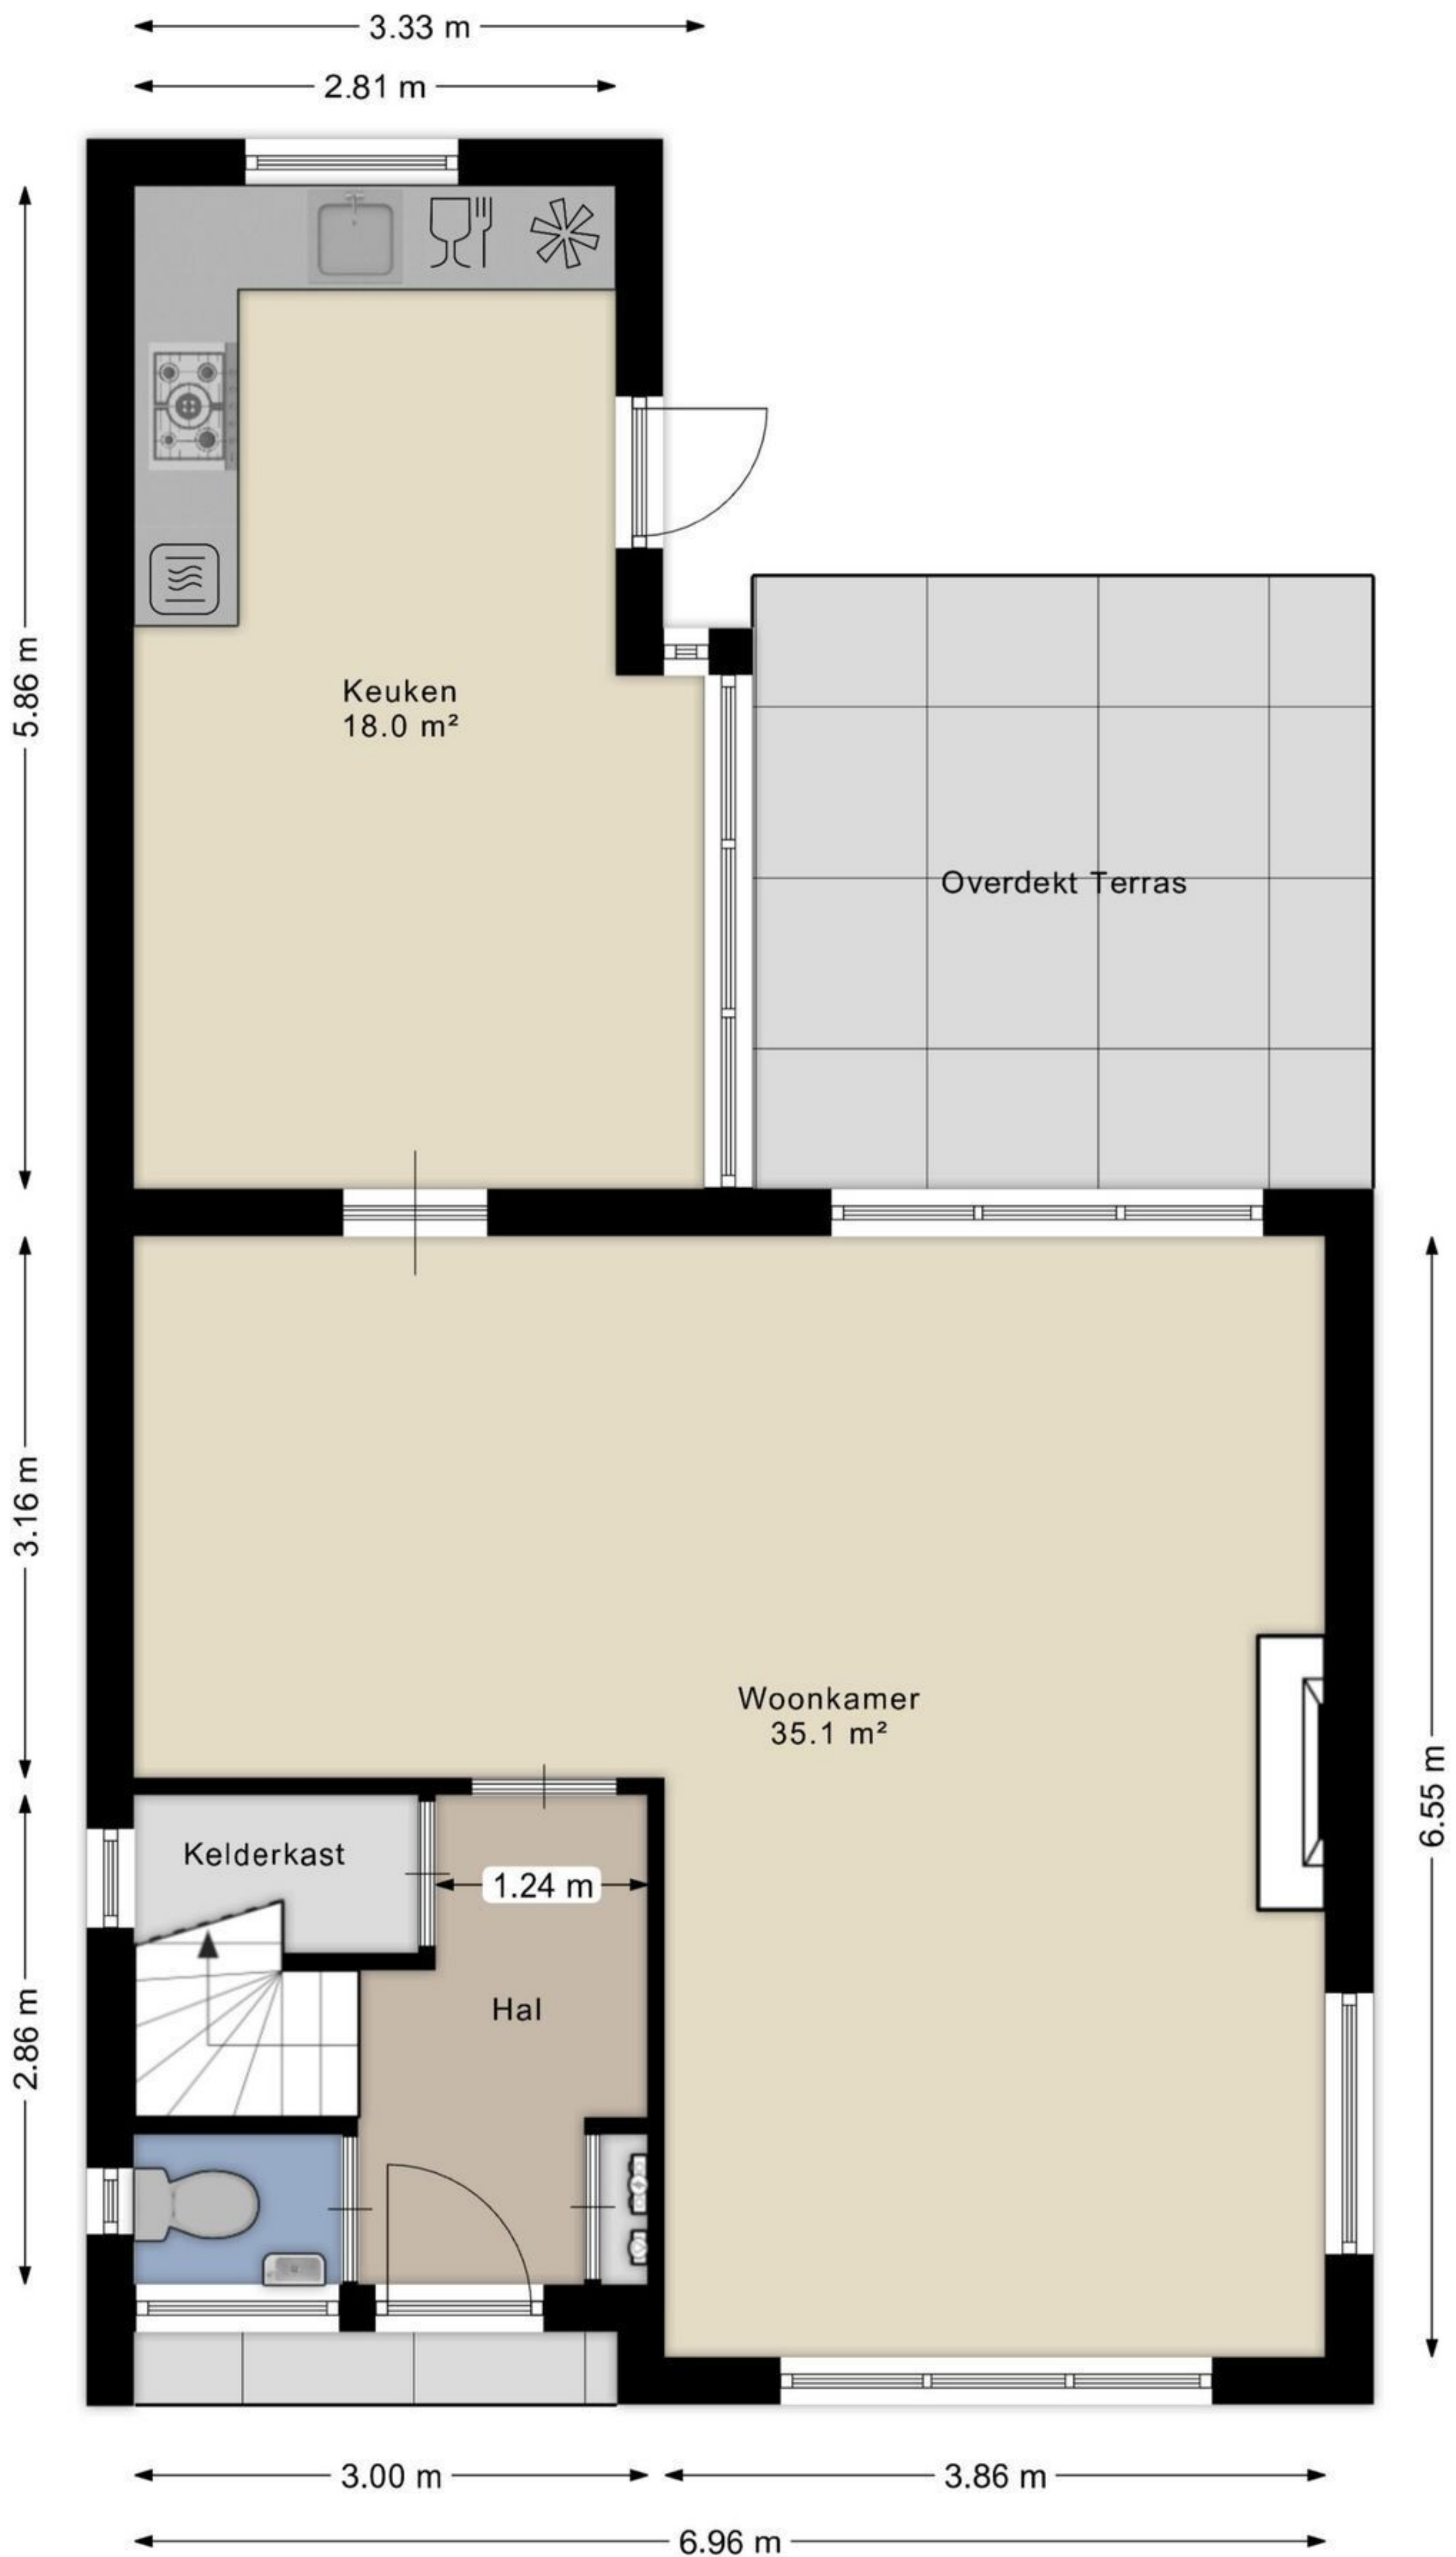 3.33 m
2.81 m
5.86 m
Keuken
18.0 m²
Overdekt Terras
3.16 m
Woonkamer
35.1 m²
6.55 m
Kelderkast
1.24 m
Hal
2.86 m
3.00 m
3.86 m
6.96 m